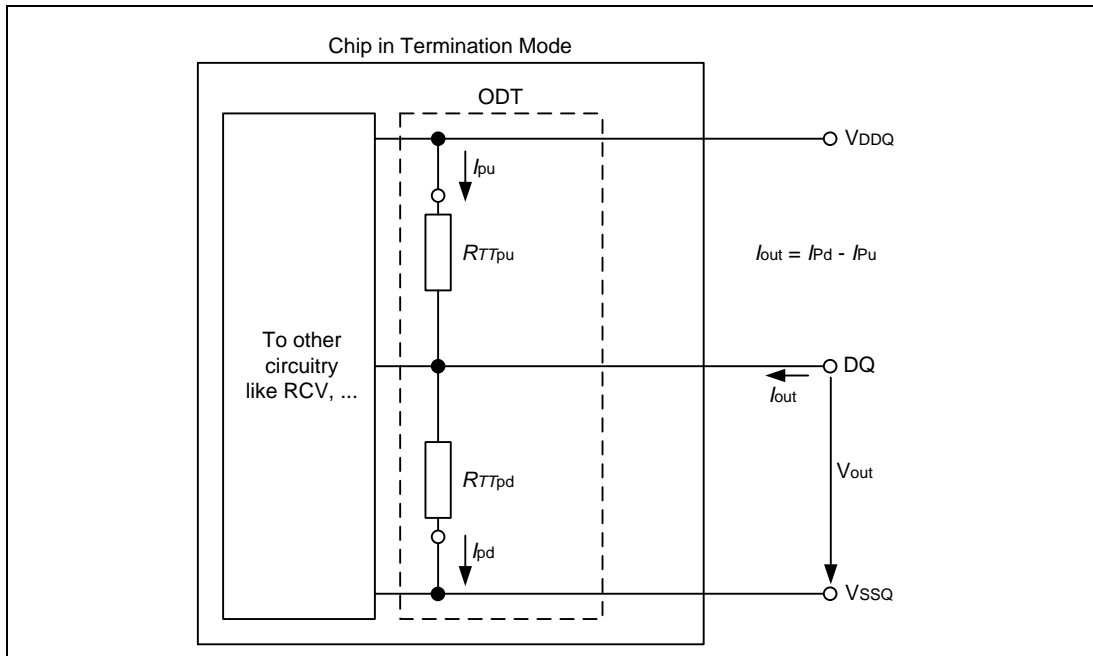 Chip in Termination Mode
ODT
VDDQ
Ipu
RTTpu
Iout = IPd - IPu
To other
circuitry
like RCV, ...
DQ
Iout
RTTpd
Vout
Ipd
VSSQ